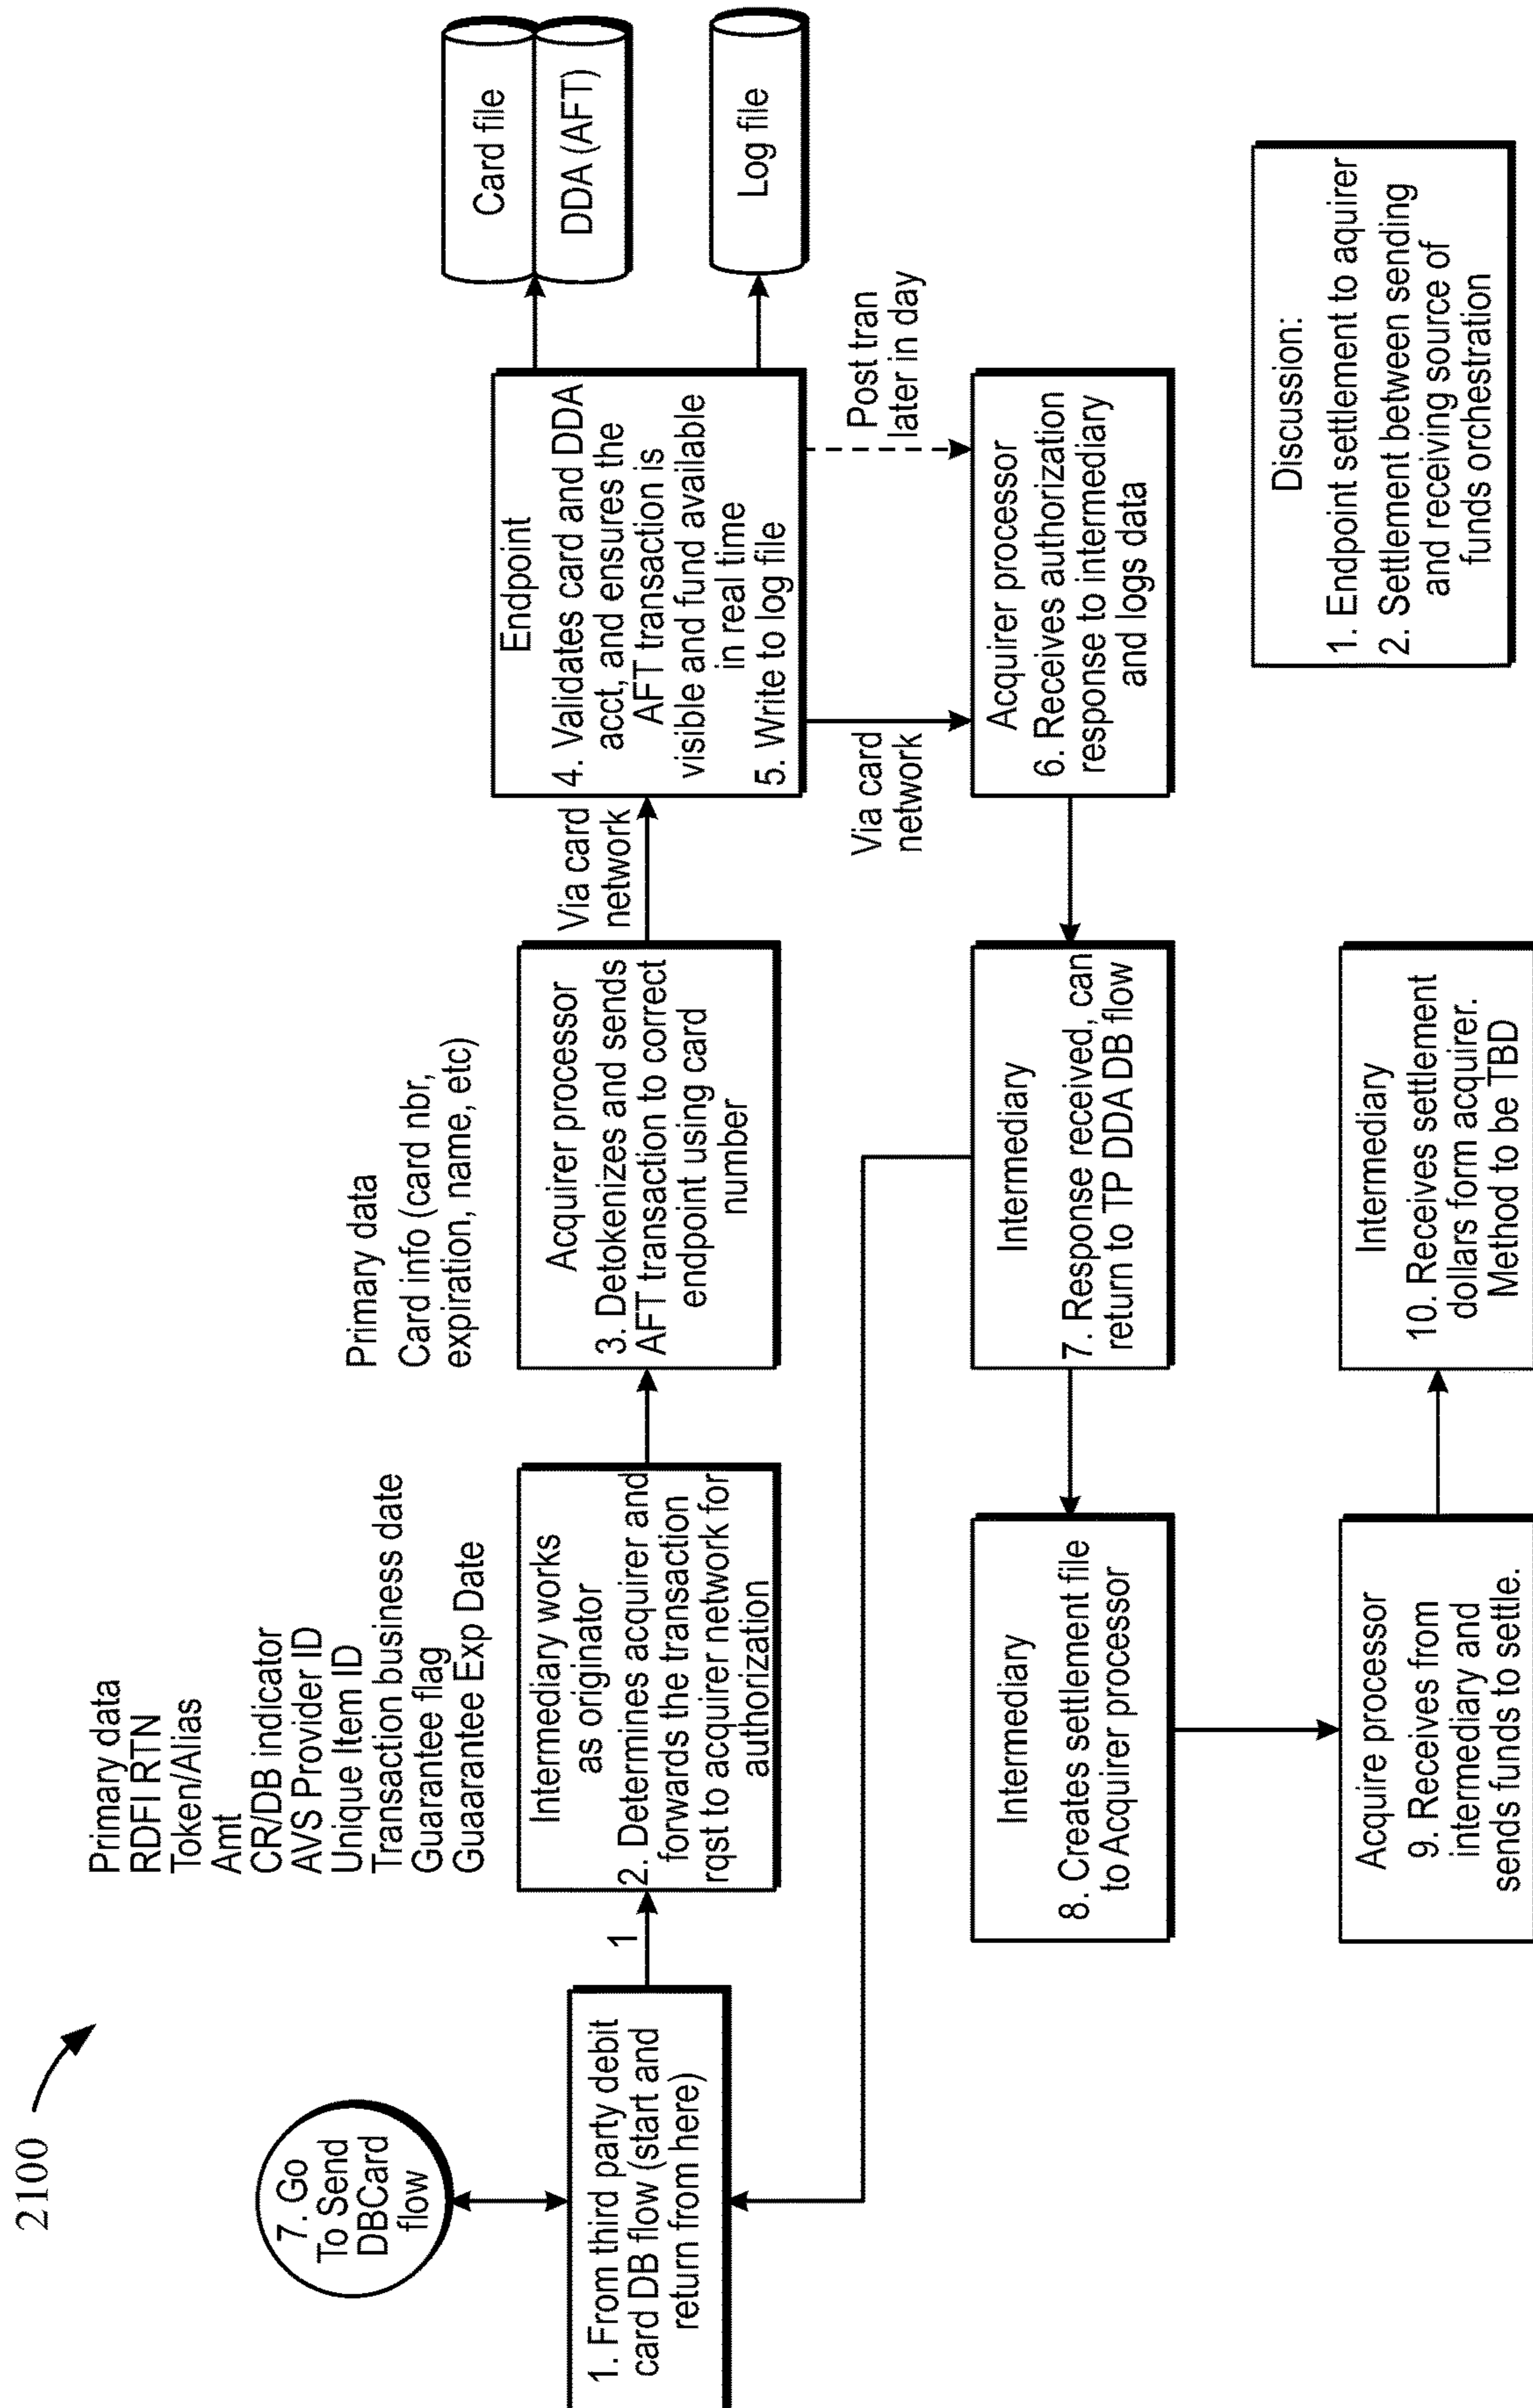 2100
7. Go
To Send
DBCard
flow
1. From third party debit
card DB flow (start and
return from here)
1
Primary data
RDFI RTN
Token/Alias
Amt
CR/DB indicator
AVS Provider ID
Unique Item ID
Transaction business date
Guarantee flag
Guaarantee Exp Date
Intermediary works
as originator
2. Determines acquirer and
forwards the transaction
rqst to acquirer network for
authorization
Primary data
Card info (card nbr,
expiration, name, etc)
Acquirer processor
3. Detokenizes and sends
AFT transaction to correct
endpoint using card
number
Via card
network
Endpoint
4. Validates card and DDA
acct, and ensures the
AFT transaction is
visible and fund available
in real time
5. Write to log file
Card file
DDA (AFT)
Log file
Via card
network
Post tran
later in day
Acquirer processor
6. Receives authorization
response to intermediary
and logs data
Intermediary
7. Response received, can
return to TP DDA DB flow
Intermediary
8. Creates settlement file
to Acquirer processor
Acquire processor
9. Receives from
intermediary and
sends funds to settle.
Intermediary
10. Receives settlement
dollars form acquirer.
Method to be TBD
Discussion:
1. Endpoint settlement to aquirer
2. Settlement between sending
and receiving source of
funds orchestration